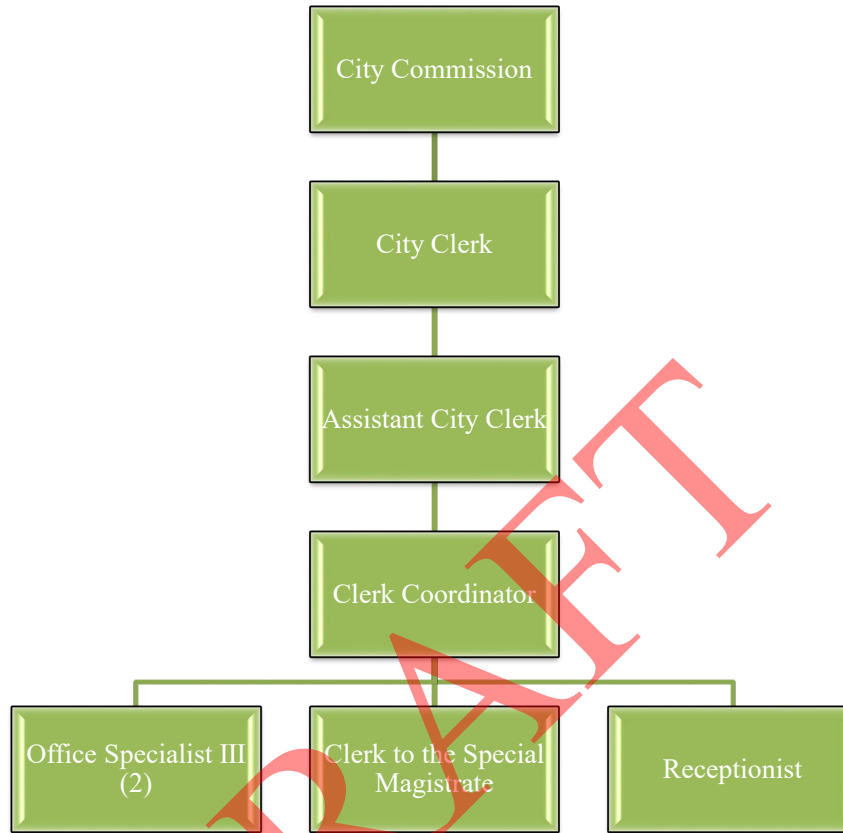 City Commission
City Clerk
Assistant City Clerk
Clerk Coordinator
Office Specialist III
(2)
Clerk to the Special
Magistrate
Receptionist
RAFT